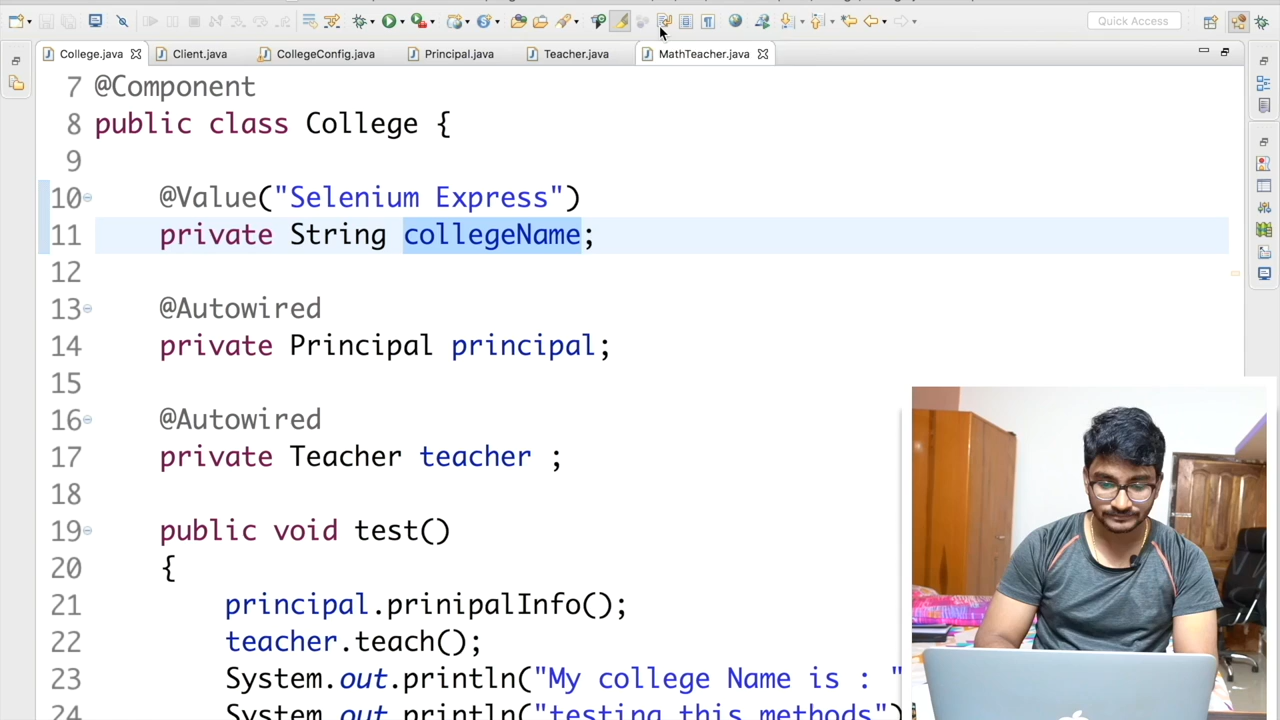 Quick Access
College.java
Client.java
CollegeConfig.java
Principal.java
Teacher.java
MathTeacher.java
7 @Component
8 public class College {
9
10 @Value("Selenium Express")
11 private String collegeName;
12
13 @Autowired
14 private Principal principal;
15
16 @Autowired
17 private Teacher teacher ;
18
19 public void test()
20 {
21 principal.prinipalInfo();
22 teacher.teach();
23 System.out.println("My college Name is : "
24 System.out.println("testing this methods")